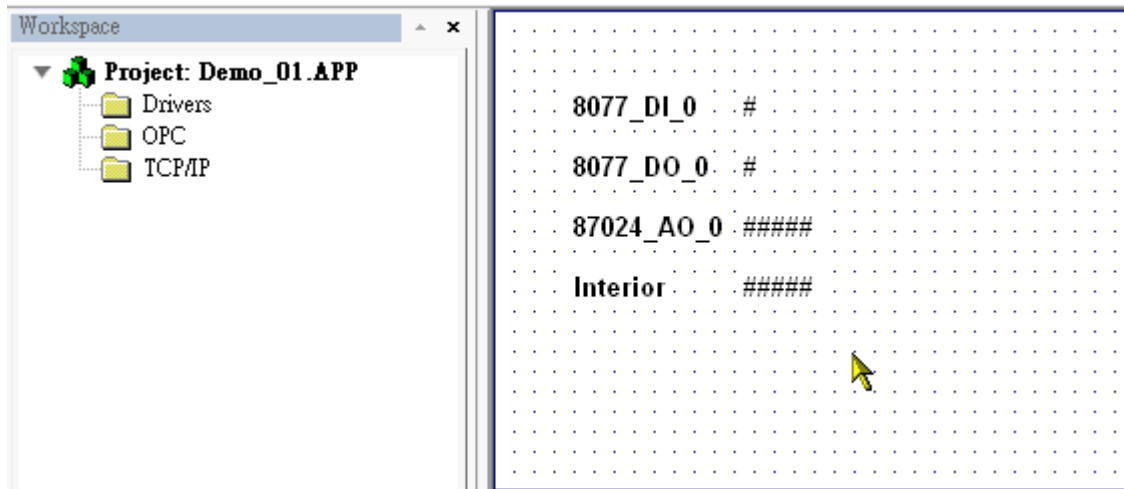 Workspace
Project: Demo_01.APP
Drivers
OPC
TCP/IP
8077_DI_0 #
8077_DO_0 #
87024_AO_0 #####
Interior #####